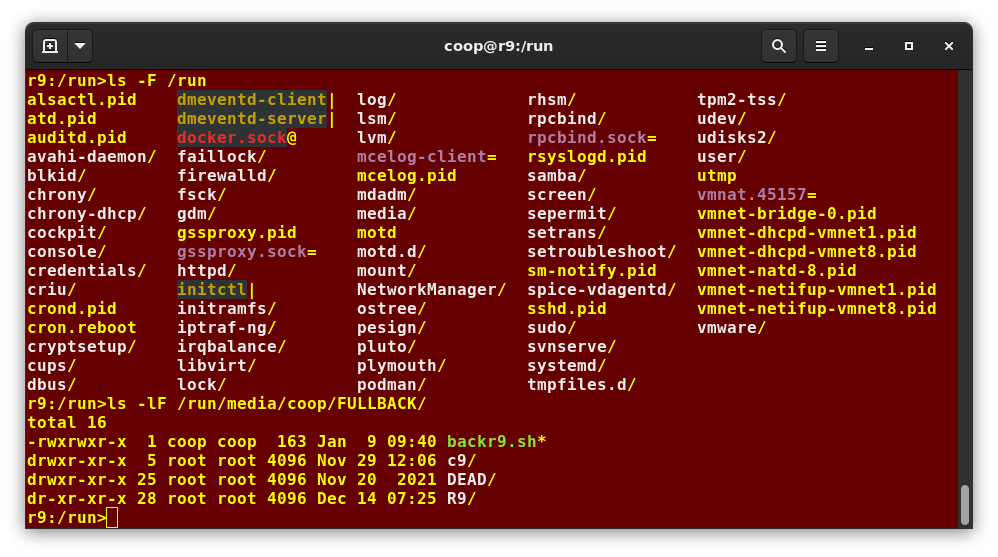 coop@r9:/run
r9:/run>ls -F /run
alsactl.pid    dmeventd-client|  log/             rhsm/            tpm2-tss/
atd.pid        dmeventd-server|  lsm/             rpcbind/         udev/
auditd.pid     docker.sock@      lvm/             rpcbind.sock=    udisks2/
avahi-daemon/  faillock/         mcelog-client=   rsyslogd.pid     user/
blkid/         firewalld/        mcelog.pid       samba/           utmp
chrony/        fsck/             mdadm/           screen/          vmnat.45157=
chrony-dhcp/   gdm/              media/           sepermit/        vmnet-bridge-0.pid
cockpit/       gssproxy.pid      motd             setrans/         vmnet-dhcpd-vmnet1.pid
console/       gssproxy.sock=    motd.d/          setroubleshoot/  vmnet-dhcpd-vmnet8.pid
credentials/   httpd/            mount/           sm-notify.pid    vmnet-natd-8.pid
criu/          initctl|          NetworkManager/  spice-vdagentd/  vmnet-netifup-vmnet1.pid
crond.pid      initramfs/        ostree/          sshd.pid         vmnet-netifup-vmnet8.pid
cron.reboot    iptraf-ng/        pesign/          sudo/            vmware/
cryptsetup/    irqbalance/       pluto/           svnserve/
cups/          libvirt/          plymouth/        systemd/
dbus/          lock/             podman/          tmpfiles.d/
r9:/run>ls -lF /run/media/coop/FULLBACK/
total 16
-rwxrwxr-x  1 coop coop  163 Jan  9 09:40 backr9.sh*
drwxr-xr-x  5 root root 4096 Nov 29 12:06 c9/
drwxr-xr-x 25 root root 4096 Nov 20  2021 DEAD/
dr-xr-xr-x 28 root root 4096 Dec 14 07:25 R9/
r9:/run>